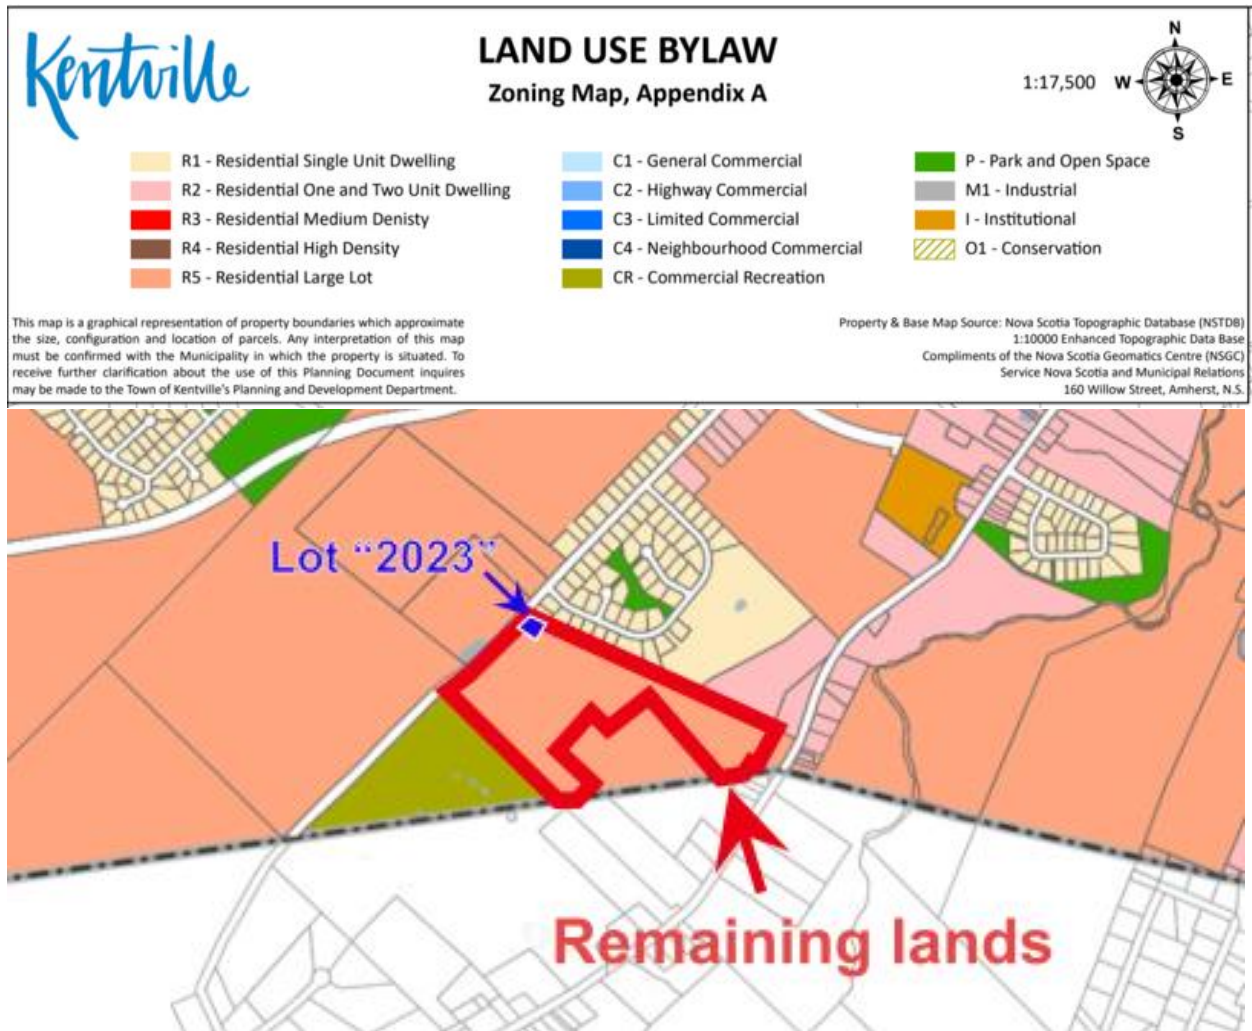 Kentville
LAND USE BYLAW
Zoning Map, Appendix A
1:17,500
N
W
E
S
R1 - Residential Single Unit Dwelling
R2 - Residential One and Two Unit Dwelling
R3 - Residential Medium Denisty
R4 - Residential High Density
R5 - Residential Large Lot
C1 - General Commercial
C2 - Highway Commercial
C3 - Limited Commercial
C4 - Neighbourhood Commercial
CR - Commercial Recreation
P - Park and Open Space
M1 - Industrial
I - Institutional
O1 - Conservation
This map is a graphical representation of property boundaries which approximate
the size, configuration and location of parcels. Any interpretation of this map
must be confirmed with the Municipality in which the property is situated. To
receive further clarification about the use of this Planning Document inquires
may be made to the Town of Kentville's Planning and Development Department.
Property & Base Map Source: Nova Scotia Topographic Database (NSTDB)
1:10000 Enhanced Topographic Data Base
Compliments of the Nova Scotia Geomatics Centre (NSGC)
Service Nova Scotia and Municipal Relations
160 Willow Street, Amherst, N.S.
Lot “2023”
Remaining lands